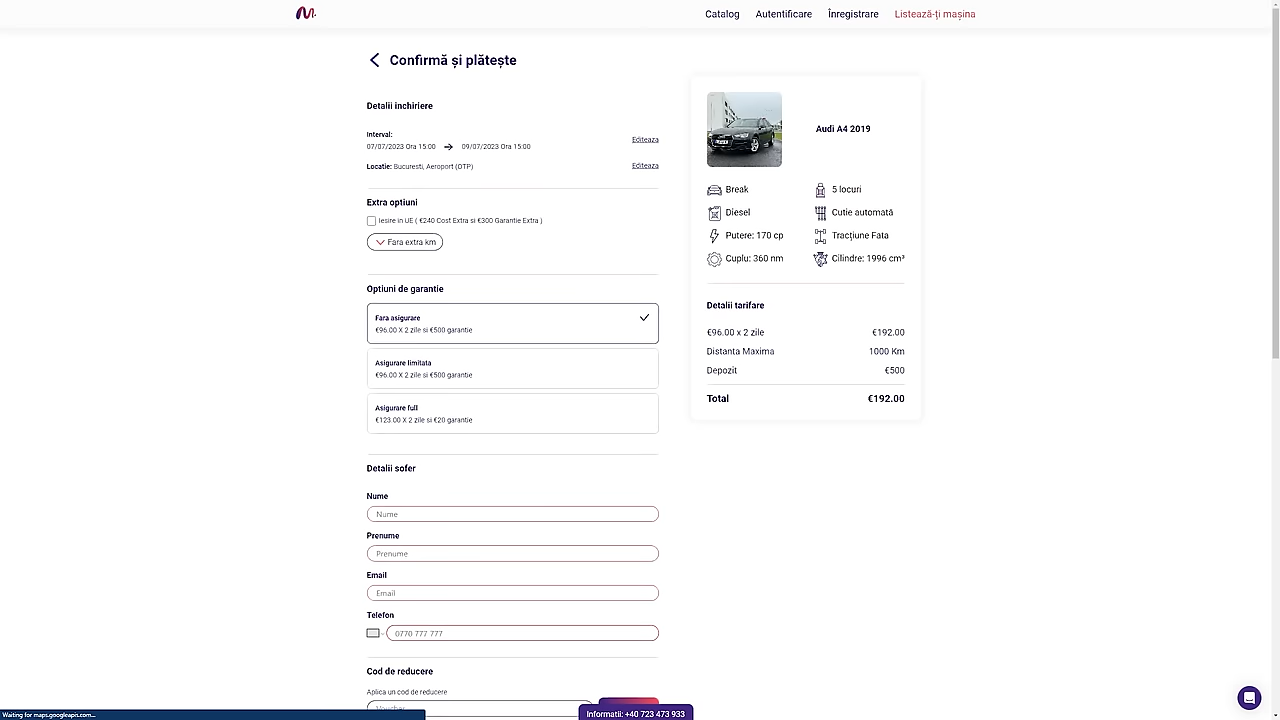 Catalog
Autentificare
Înregistrare
Listează-ți mașina
Confirmă și plătește
Detalii inchiriere
Interval:
07/07/2023 Ora 15:00 → 09/07/2023 Ora 15:00
Editeaza
Locatie: Bucuresti, Aeroport (OTP)
Editeaza
Extra optiuni
Iesire in UE ( €240 Cost Extra si €300 Garantie Extra )
Fara extra km
Optiuni de garantie
Fara asigurare
€96.00 X 2 zile si €500 garantie
Asigurare limitata
€96.00 X 2 zile si €500 garantie
Asigurare full
€123.00 X 2 zile si €20 garantie
Detalii sofer
Nume
Nume
Prenume
Prenume
Email
Email
Telefon
0770 777 777
Cod de reducere
Aplica un cod de reducere
Voucher
Audi A4 2019
Break
5 locuri
Diesel
Cutie automată
Putere: 170 cp
Tracțiune Fata
Cuplu: 360 nm
Cilindre: 1996 cm³
Detalii tarifare
€96.00 x 2 zile €192.00
Distanta Maxima 1000 Km
Depozit €500
Total €192.00
Informatii: +40 723 473 933
Waiting for maps.googleapis.com...